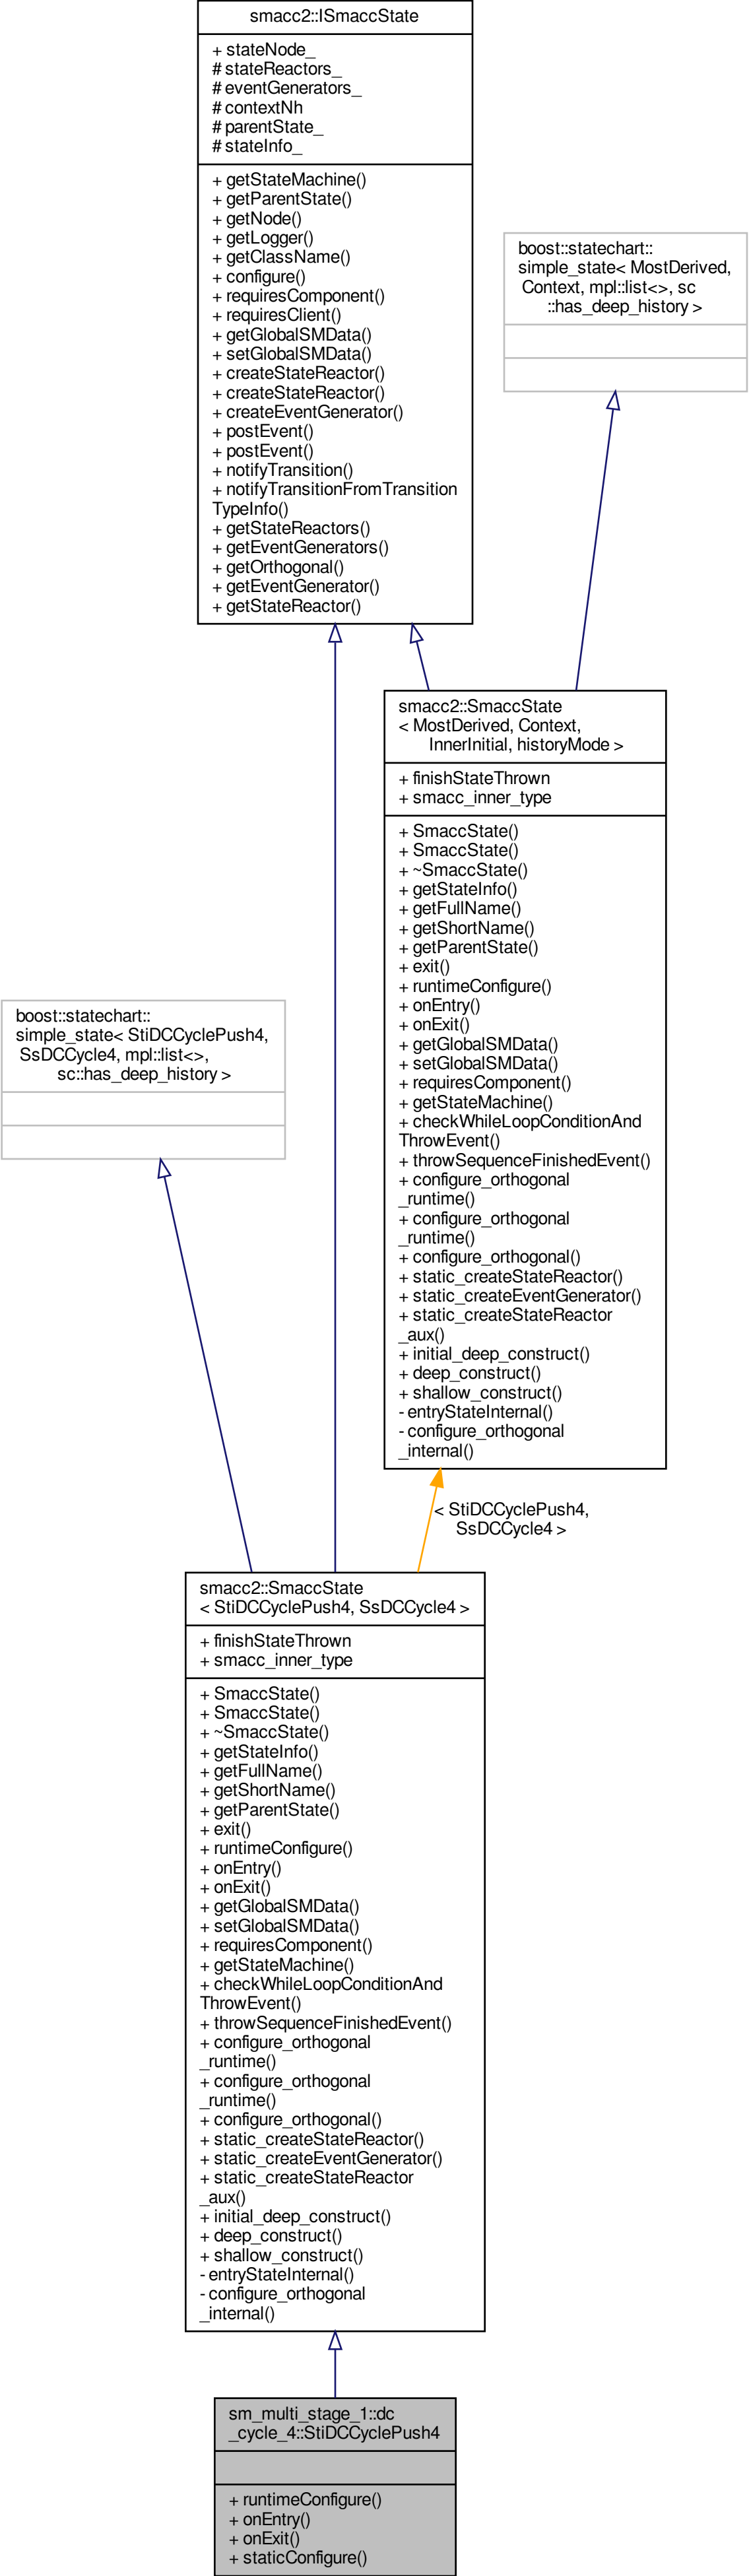 smacc2::ISmaccState
+ stateNode_
# stateReactors_
# eventGenerators_
# contextNh
# parentState_
# stateInfo_
+ getStateMachine()
+ getParentState()
+ getNode()
+ getLogger()
+ getClassName()
+ configure()
+ requiresComponent()
+ requiresClient()
+ getGlobalSMData()
+ setGlobalSMData()
+ createStateReactor()
+ createStateReactor()
+ createEventGenerator()
+ postEvent()
+ postEvent()
+ notifyTransition()
+ notifyTransitionFromTransition
TypeInfo()
+ getStateReactors()
+ getEventGenerators()
+ getOrthogonal()
+ getEventGenerator()
+ getStateReactor()
boost::statechart::
simple_state< MostDerived,
Context, mpl::list<>, sc
::has_deep_history >
smacc2::SmaccState
< MostDerived, Context,
InnerInitial, historyMode >
+ finishStateThrown
+ smacc_inner_type
+ SmaccState()
+ SmaccState()
+ ~SmaccState()
+ getStateInfo()
+ getFullName()
+ getShortName()
+ getParentState()
+ exit()
+ runtimeConfigure()
+ onEntry()
+ onExit()
+ getGlobalSMData()
+ setGlobalSMData()
+ requiresComponent()
+ getStateMachine()
+ checkWhileLoopConditionAnd
ThrowEvent()
+ throwSequenceFinishedEvent()
+ configure_orthogonal
_runtime()
+ configure_orthogonal
_runtime()
+ configure_orthogonal()
+ static_createStateReactor()
+ static_createEventGenerator()
+ static_createStateReactor
_aux()
+ initial_deep_construct()
+ deep_construct()
+ shallow_construct()
- entryStateInternal()
- configure_orthogonal
_internal()
boost::statechart::
simple_state< StiDCCyclePush4,
SsDCCycle4, mpl::list<>,
sc::has_deep_history >
< StiDCCyclePush4,
SsDCCycle4 >
smacc2::SmaccState
< StiDCCyclePush4, SsDCCycle4 >
+ finishStateThrown
+ smacc_inner_type
+ SmaccState()
+ SmaccState()
+ ~SmaccState()
+ getStateInfo()
+ getFullName()
+ getShortName()
+ getParentState()
+ exit()
+ runtimeConfigure()
+ onEntry()
+ onExit()
+ getGlobalSMData()
+ setGlobalSMData()
+ requiresComponent()
+ getStateMachine()
+ checkWhileLoopConditionAnd
ThrowEvent()
+ throwSequenceFinishedEvent()
+ configure_orthogonal
_runtime()
+ configure_orthogonal
_runtime()
+ configure_orthogonal()
+ static_createStateReactor()
+ static_createEventGenerator()
+ static_createStateReactor
_aux()
+ initial_deep_construct()
+ deep_construct()
+ shallow_construct()
- entryStateInternal()
- configure_orthogonal
_internal()
sm_multi_stage_1::dc
_cycle_4::StiDCCyclePush4
+ runtimeConfigure()
+ onEntry()
+ onExit()
+ staticConfigure()